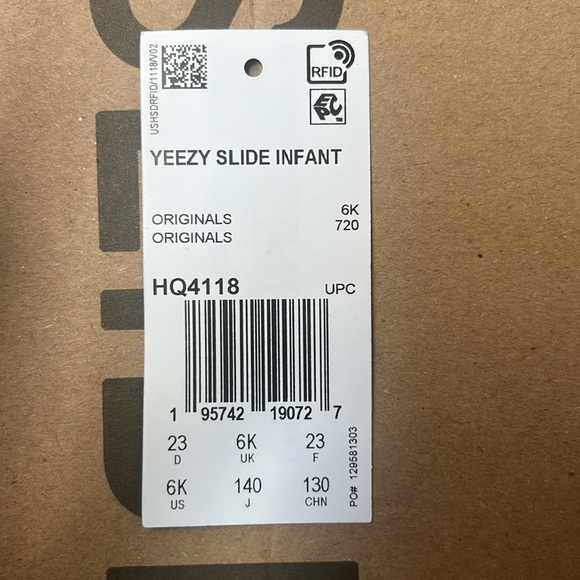 USHSDRFID/1118/V02
RFID
EPC
YEEZY SLIDE INFANT
6K
ORIGINALS
720
ORIGINALS
HQ4118
UPC
1 95742 19072 7
23 6K 23
D UK F
6K 140 130
US J CHN
PO# 129581303